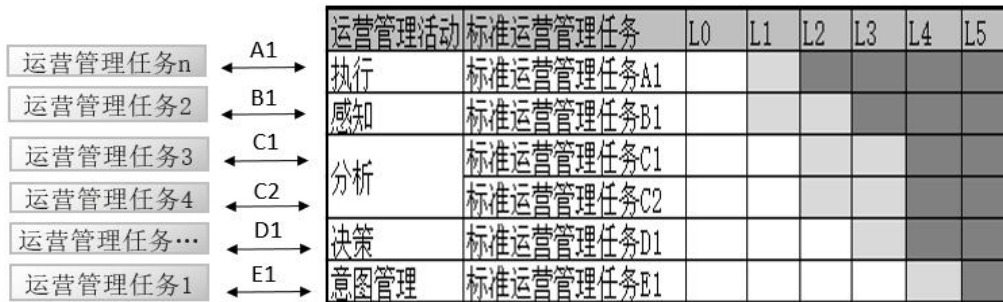 运营管理活动 标准运营管理任务 L0 L1 L2 L3 L4 L5
运营管理任务n A1 执行 标准运营管理任务A1
运营管理任务2 B1 感知 标准运营管理任务B1
运营管理任务3 C1 分析 标准运营管理任务C1
运营管理任务4 C2 标准运营管理任务C2
运营管理任务… D1 决策 标准运营管理任务D1
运营管理任务1 E1 意图管理 标准运营管理任务E1